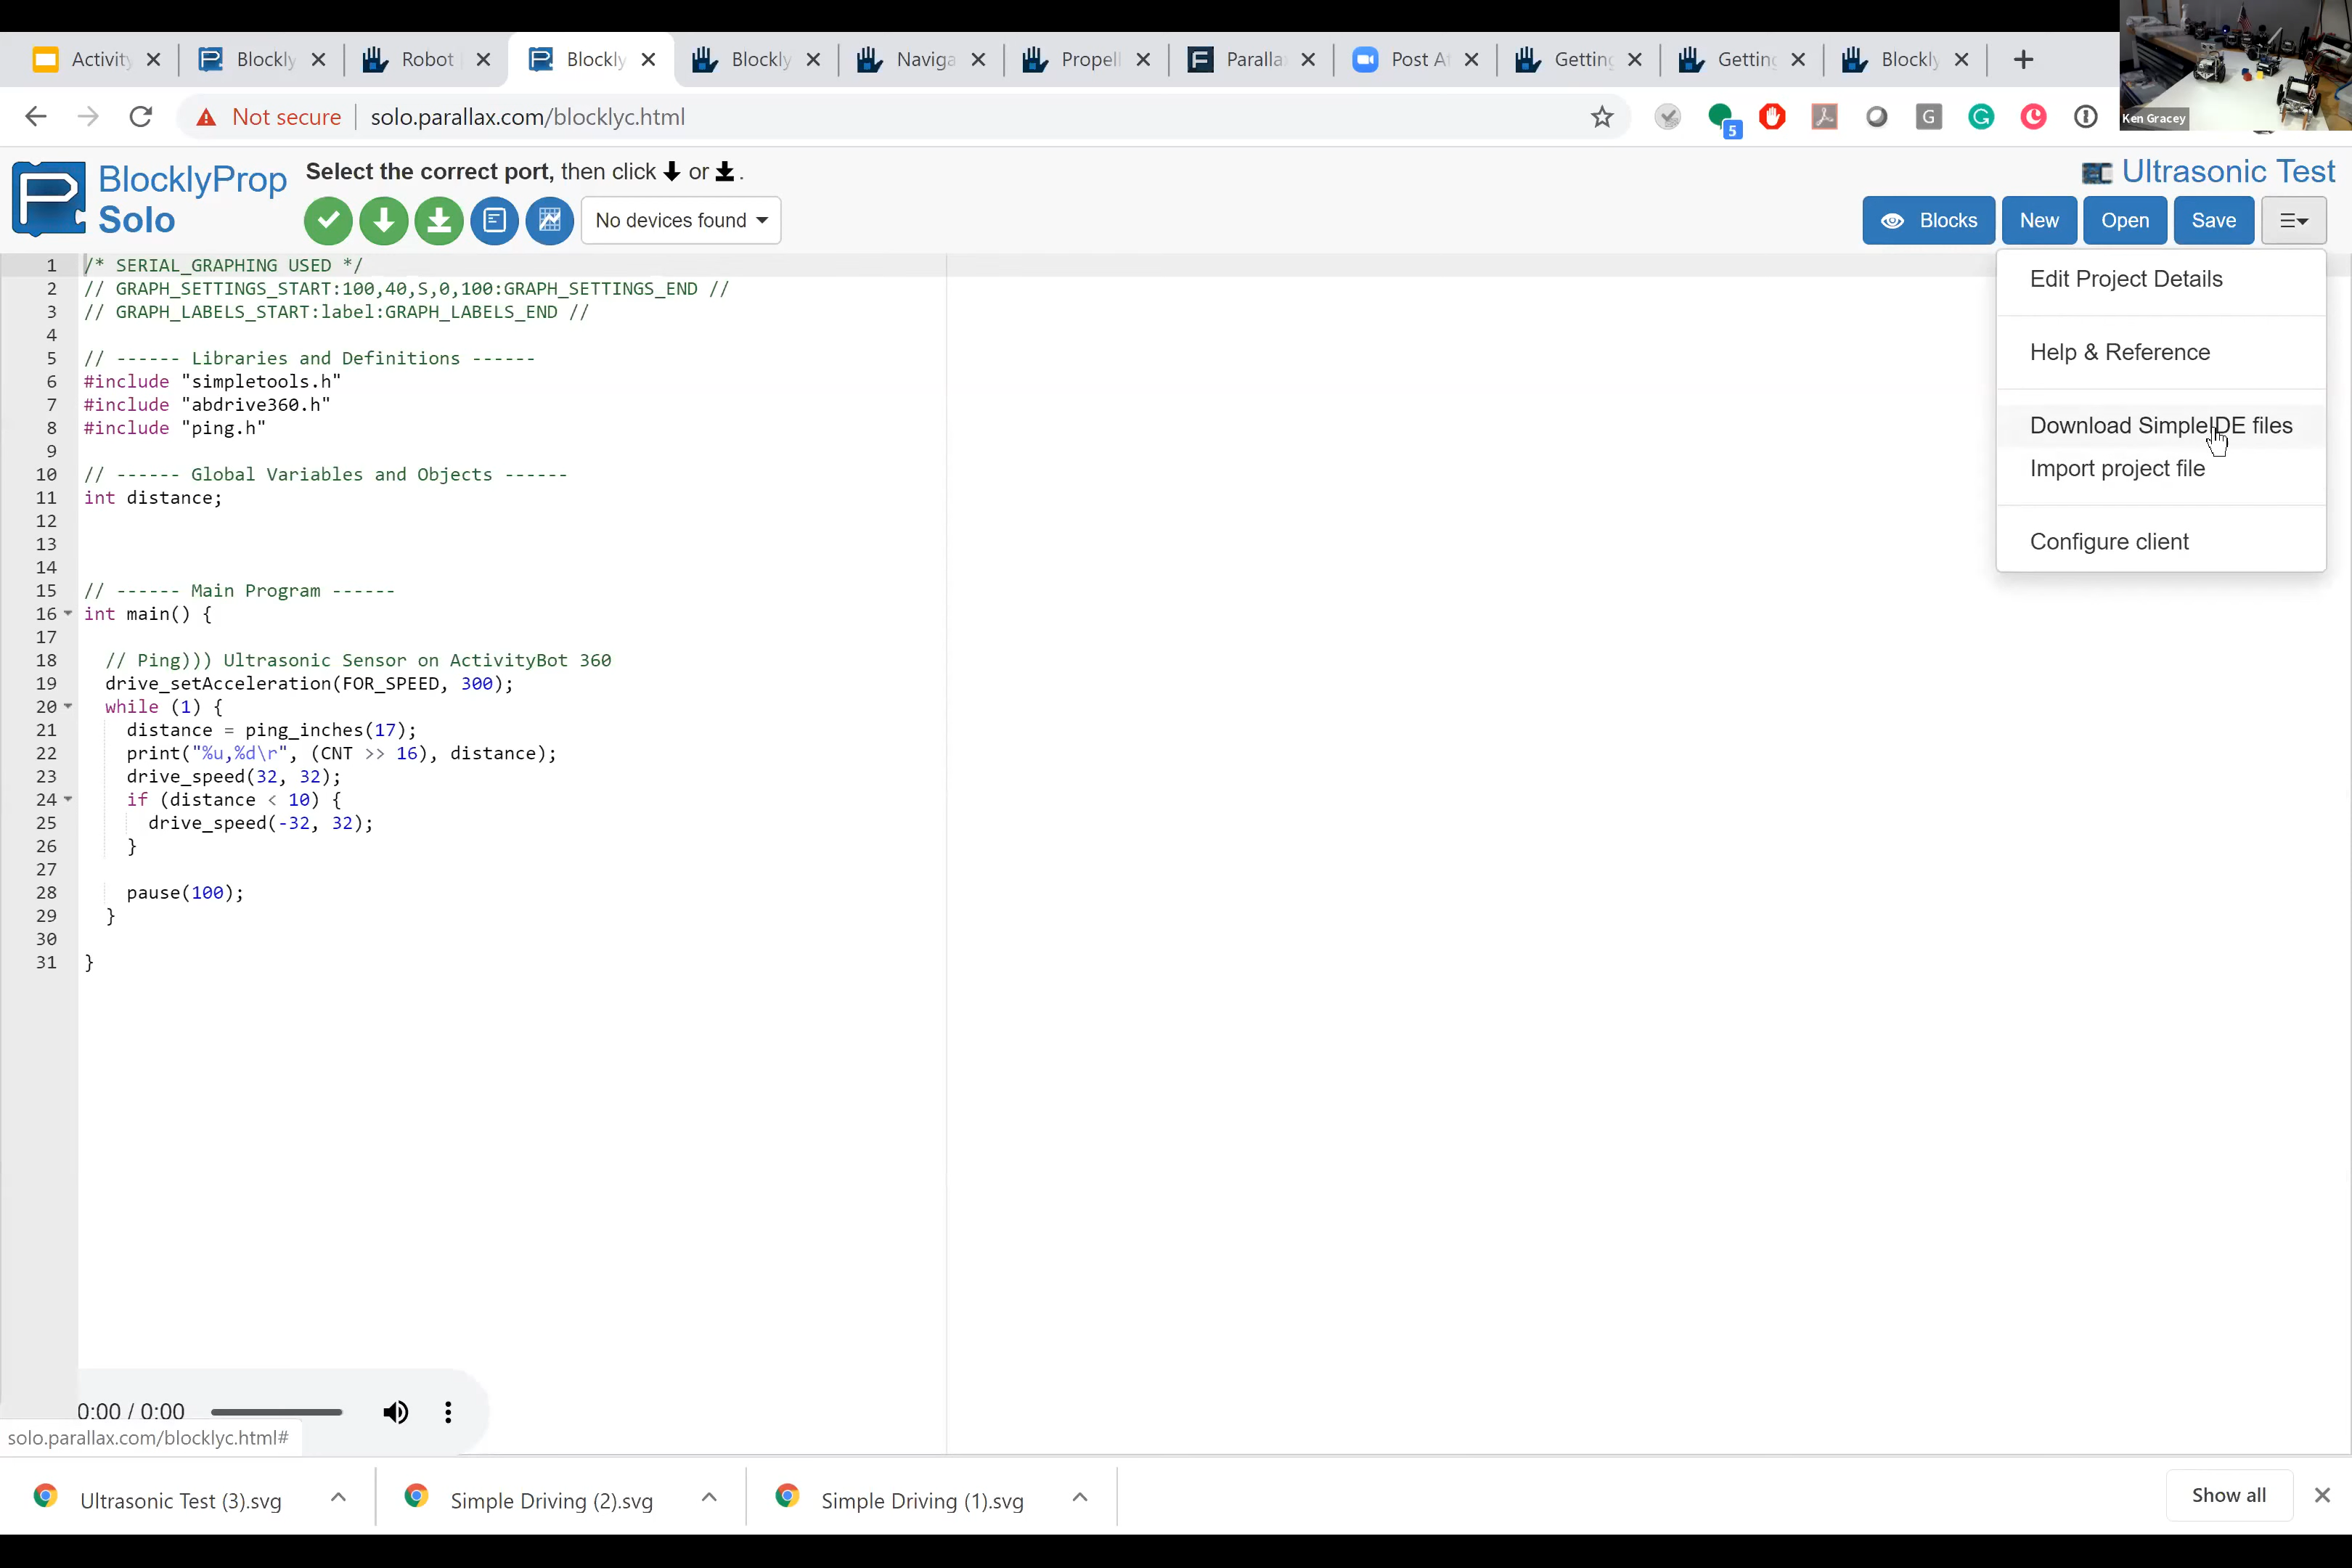 Activity
Blockly
Robot
Blockly
Blockly
Naviga
Propell
Paralla
Post A
Getting
Getting
Blockly
Not secure
solo.parallax.com/blocklyc.html
G
5
Ken Gracey
BlocklyProp
Solo
Select the correct port, then click or .
Ultrasonic Test
No devices found
Blocks
New
Open
Save
Edit Project Details
Help & Reference
Download SimpleIDE files
Import project file
Configure client
1 /* SERIAL_GRAPHING USED */
2 // GRAPH_SETTINGS_START:100,40,S,0,100:GRAPH_SETTINGS_END //
3 // GRAPH_LABELS_START:label:GRAPH_LABELS_END //
4
5 // ------ Libraries and Definitions ------
6 #include "simpletools.h"
7 #include "abdrive360.h"
8 #include "ping.h"
9
10 // ------ Global Variables and Objects ------
11 int distance;
12
13
14
15 // ------ Main Program ------
16 int main() {
17
18 // Ping))) Ultrasonic Sensor on ActivityBot 360
19 drive_setAcceleration(FOR_SPEED, 300);
20 while (1) {
21 distance = ping_inches(17);
22 print("%u,%d\r", (CNT >> 16), distance);
23 drive_speed(32, 32);
24 if (distance < 10) {
25 drive_speed(-32, 32);
26 }
27
28 pause(100);
29 }
30
31 }
0:00 / 0:00
solo.parallax.com/blocklyc.html#
Ultrasonic Test (3).svg
Simple Driving (2).svg
Simple Driving (1).svg
Show all